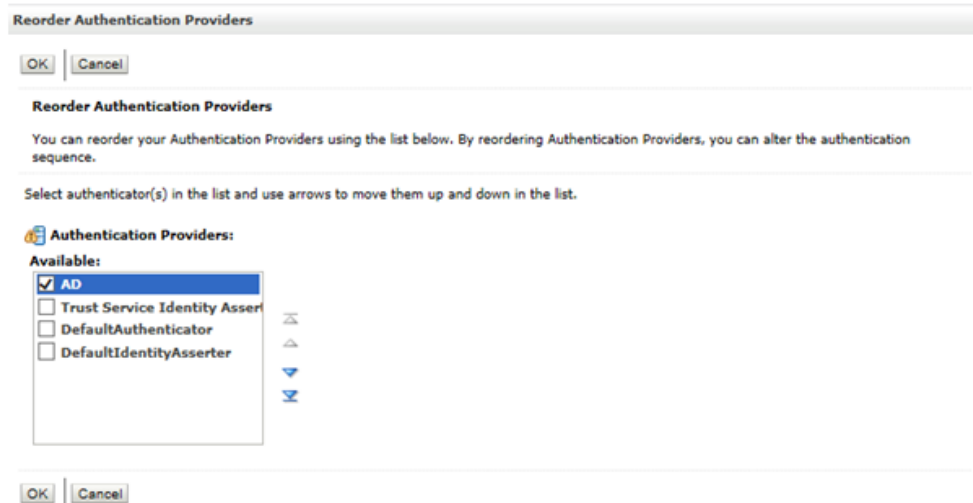 Reorder Authentication Providers
OK Cancel
Reorder Authentication Providers
You can reorder your Authentication Providers using the list below. By reordering Authentication Providers, you can alter the authentication
sequence.
Select authenticator(s) in the list and use arrows to move them up and down in the list.
Authentication Providers:
Available:
AD
Trust Service Identity Assert
DefaultAuthenticator
DefaultIdentityAsserter
OK Cancel